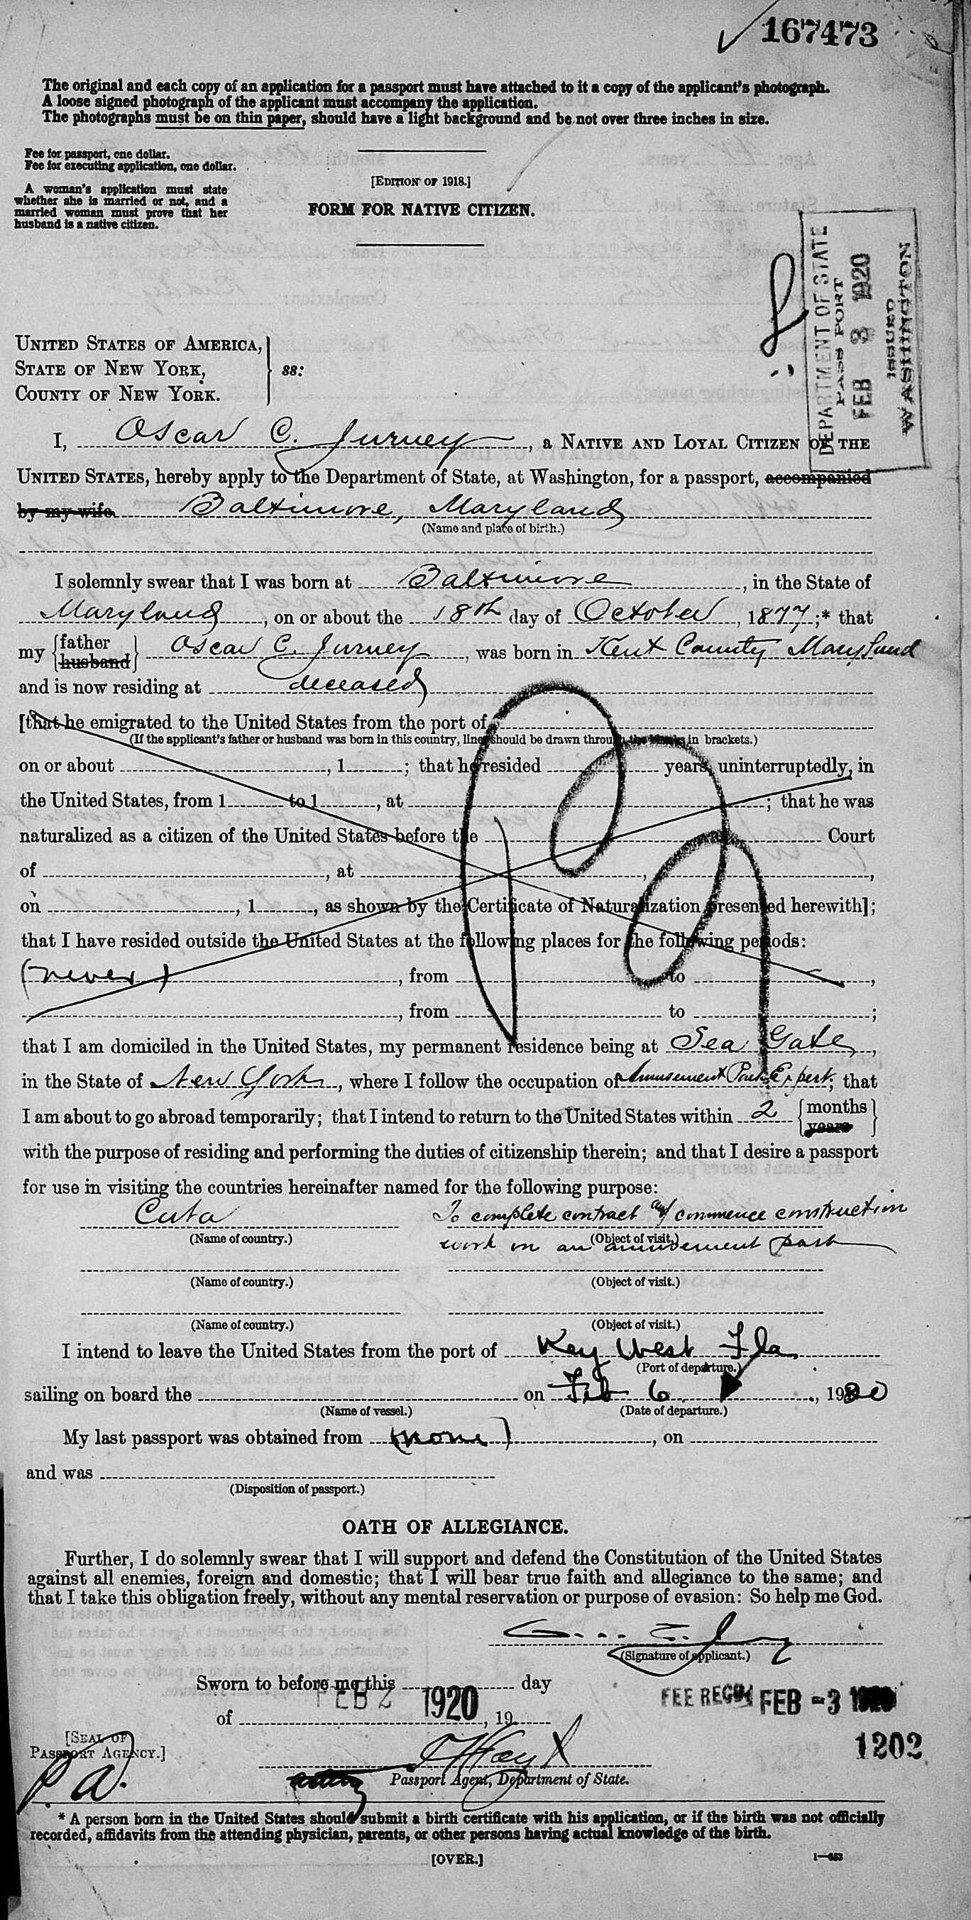 167473
The original and each copy of an application for a passport must have attached to it a copy of the applicant's photograph.
A loose signed photograph of the applicant must accompany the application.
The photographs must be on thin paper, should have a light background and be not over three inches in size.
Fee for passport, one dollar.
Fee for executing application, one dollar.
A woman's application must state
whether she is married or not, and a
married woman must prove that her
husband is a native citizen.
[EDITION OF 1918.]
FORM FOR NATIVE CITIZEN.
DEPARTMENT OF STATE
PASSPORT
FEB 3 1920
ISSUED
WASHINGTON
UNITED STATES OF AMERICA,
STATE OF NEW YORK,
COUNTY OF NEW YORK.
ss:
I, Oscar C. Jurney, a NATIVE AND LOYAL CITIZEN OF THE
UNITED STATES, hereby apply to the Department of State, at Washington, for a passport, accompanied
by my wife. Baltimore, Maryland
(Name and place of birth.)
I solemnly swear that I was born at Baltimore, in the State of
Maryland, on or about the 18th day of October, 1877;* that
my {father husband} Oscar C. Jurney, was born in Kent County Maryland
and is now residing at deceased
[that he emigrated to the United States from the port of
(If the applicant's father or husband was born in this country, lines should be drawn through the blanks in brackets.)
on or about , 1 ; that he resided years, uninterruptedly, in
the United States, from 1 to 1 , at ; that he was
naturalized as a citizen of the United States before the Court
of , at , ,
on , 1 , as shown by the Certificate of Naturalization presented herewith];
that I have resided outside the United States at the following places for the following periods:
(never) , from to ,
, from to ;
that I am domiciled in the United States, my permanent residence being at Sea Gate,
in the State of New York, where I follow the occupation of Amusement Park Expert; that
I am about to go abroad temporarily; that I intend to return to the United States within 2 {months years}
with the purpose of residing and performing the duties of citizenship therein; and that I desire a passport
for use in visiting the countries hereinafter named for the following purpose:
Cuba To complete contract and commence construction
(Name of country.) (Object of visit.)
work on an amusement park
(Name of country.) (Object of visit.)
(Name of country.) (Object of visit.)
I intend to leave the United States from the port of Key West Fla
(Port of departure.)
sailing on board the on Feb 6, 1920
(Name of vessel.) (Date of departure.)
My last passport was obtained from (none), on
and was
(Disposition of passport.)
OATH OF ALLEGIANCE.
Further, I do solemnly swear that I will support and defend the Constitution of the United States
against all enemies, foreign and domestic; that I will bear true faith and allegiance to the same; and
that I take this obligation freely, without any mental reservation or purpose of evasion: So help me God.
(Signature of applicant.)
Sworn to before me this day
FEB 2 1920
of , 19
FEE RECD FEB -3 1920
1202
[SEAL OF
PASSPORT AGENCY.]
Passport Agent, Department of State.
* A person born in the United States should submit a birth certificate with his application, or if the birth was not officially
recorded, affidavits from the attending physician, parents, or other persons having actual knowledge of the birth.
[OVER.]